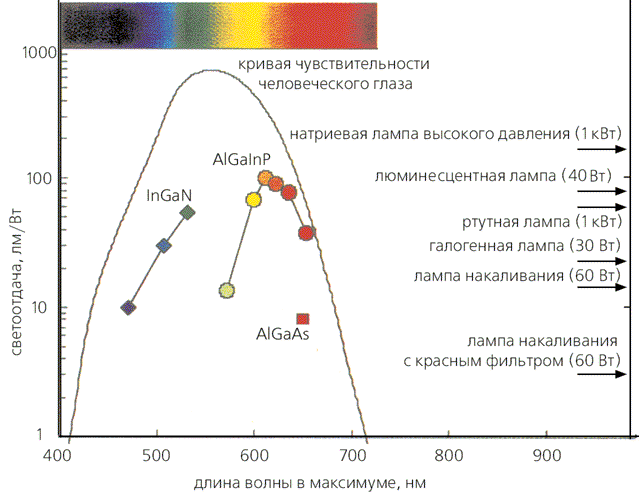 1000
100
10
1
светоотдача, лм/Вт
кривая чувствительности
человеческого глаза
AlGaInP
InGaN
AlGaAs
натриевая лампа высокого давления (1 кВт)
люминесцентная лампа (40 Вт)
ртутная лампа (1 кВт)
галогенная лампа (30 Вт)
лампа накаливания (60 Вт)
лампа накаливания
с красным фильтром (60 Вт)
400 500 600 700 800 900
длина волны в максимуме, нм